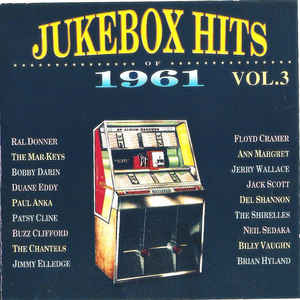 JUKEBOX HITS
OF
1961
VOL.3
RAL DONNER
THE MAR-KEYS
BOBBY DARIN
DUANE EDDY
PAUL ANKA
PATSY CLINE
BUZZ CLIFFORD
THE CHANTELS
JIMMY ELLEDGE
FLOYD CRAMER
ANN MARGRET
JERRY WALLACE
JACK SCOTT
DEL SHANNON
THE SHIRELLES
NEIL SEDAKA
BILLY VAUGHN
BRIAN HYLAND